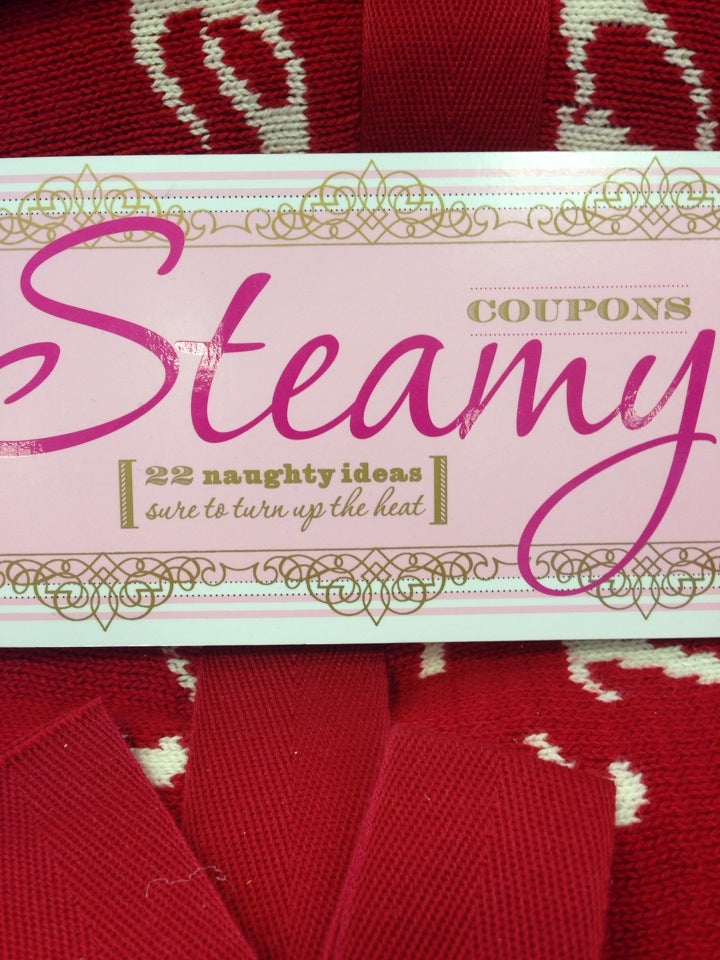 COUPONS
Steamy
22 naughty ideas
sure to turn up the heat